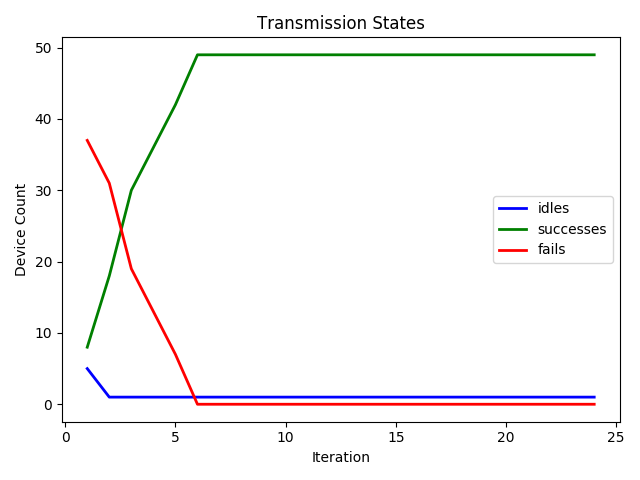 Transmission States
Device Count
50
40
30
20
10
0
idles
successes
fails
0 5 10 15 20 25
Iteration